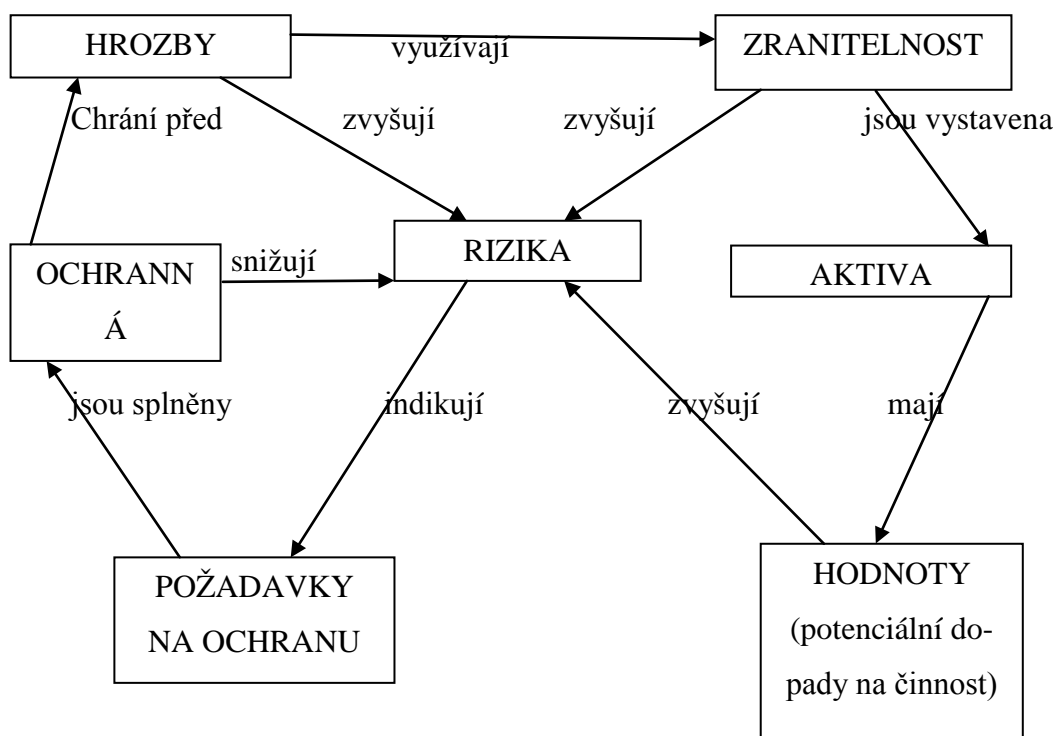 HROZBY
využívají
ZRANITELNOST
Chrání před
zvyšují
zvyšují
jsou vystavena
OCHRANN
Á
snižují
RIZIKA
AKTIVA
jsou splněny
indikují
zvyšují
mají
POŽADAVKY
NA OCHRANU
HODNOTY
(potenciální do-
pady na činnost)